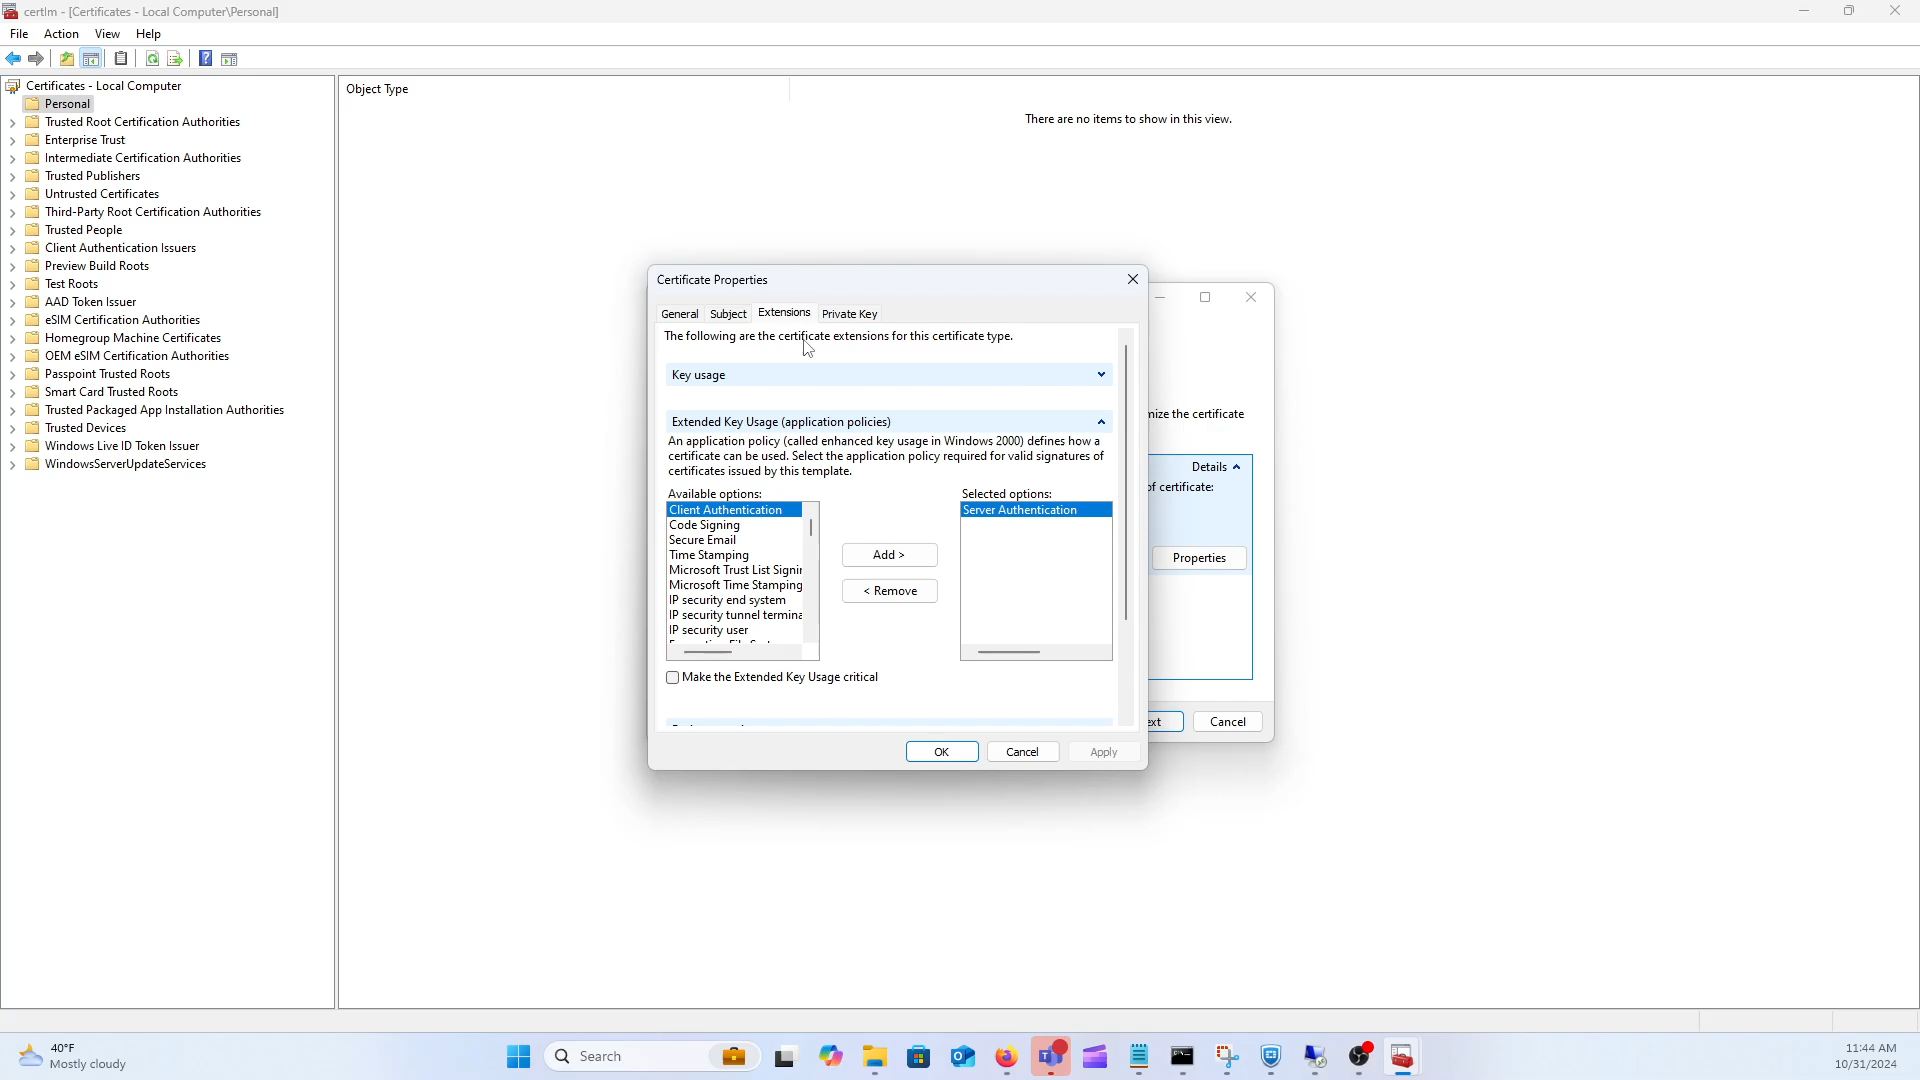 certlm - [Certificates - Local Computer\Personal]
File Action View Help
Certificates - Local Computer
Personal
Trusted Root Certification Authorities
Enterprise Trust
Intermediate Certification Authorities
Trusted Publishers
Untrusted Certificates
Third-Party Root Certification Authorities
Trusted People
Client Authentication Issuers
Preview Build Roots
Test Roots
AAD Token Issuer
eSIM Certification Authorities
Homegroup Machine Certificates
OEM eSIM Certification Authorities
Passpoint Trusted Roots
Smart Card Trusted Roots
Trusted Packaged App Installation Authorities
Trusted Devices
Windows Live ID Token Issuer
WindowsServerUpdateServices
Object Type
There are no items to show in this view.
Certificate Properties
General Subject Extensions Private Key
The following are the certificate extensions for this certificate type.
Key usage
Extended Key Usage (application policies)
An application policy (called enhanced key usage in Windows 2000) defines how a
certificate can be used. Select the application policy required for valid signatures of
certificates issued by this template.
Available options:
Client Authentication
Code Signing
Secure Email
Time Stamping
Microsoft Trust List Signin
Microsoft Time Stamping
IP security end system
IP security tunnel termina
IP security user
Add >
< Remove
Selected options:
Server Authentication
Make the Extended Key Usage critical
OK Cancel Apply
mize the certificate
Details
of certificate:
Properties
ext Cancel
40°F
Mostly cloudy
Search
11:44 AM
10/31/2024